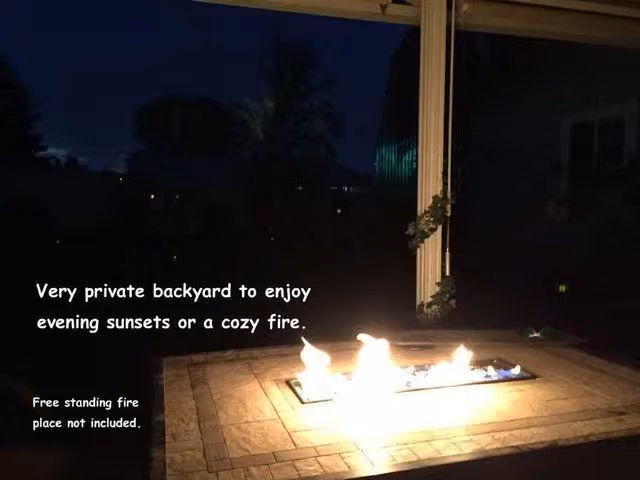 Very private backyard to enjoy
evening sunsets or a cozy fire.
Free standing fire
place not included.